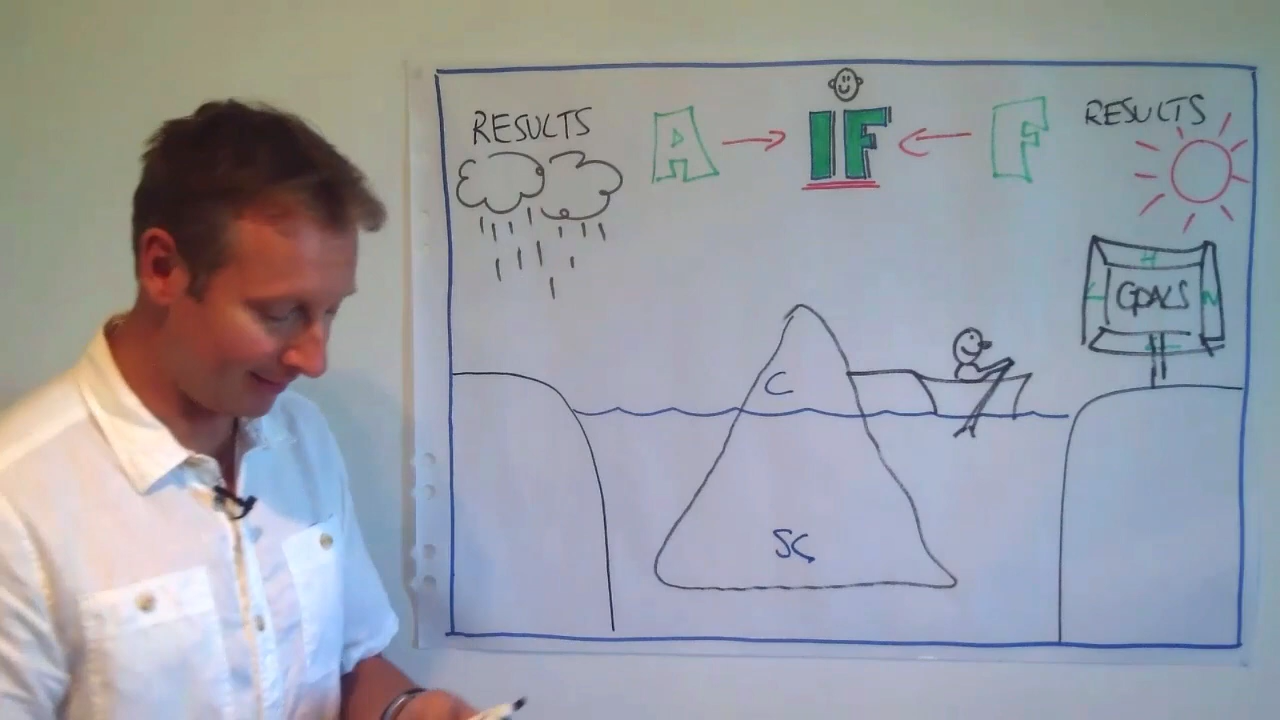 RESULTS
A → IF ← F
RESULTS
GOALS
C
SC